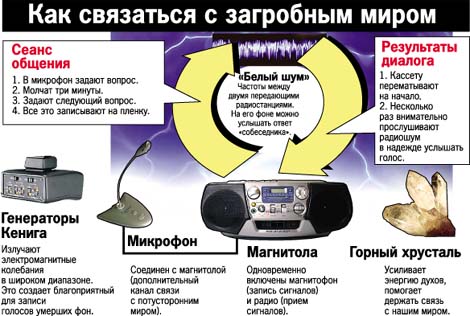 Как связаться с загробным миром
Сеанс
общения
1. В микрофон задают вопрос.
2. Молчат три минуты.
3. Задают следующий вопрос.
4. Все это записывают на пленку.
«Белый шум»
Частоты между
двумя передающими
радиостанциями.
На его фоне можно
услышать ответ
«собеседника».
Результаты
диалога
1. Кассету
перематывают
на начало.
2. Несколько
раз внимательно
прослушивают
радиошум
в надежде услышать
голос.
Генераторы
Кенига
Излучают
электромагнитные
колебания
в широком диапазоне.
Это создает благоприятный
для записи
голосов умерших фон.
Микрофон
Соединен с магнитолой
(дополнительный
канал связи
с потусторонним
миром).
Магнитола
Одновременно
включены магнитофон
(запись сигналов)
и радио (прием
сигналов).
Горный хрусталь
Усиливает
энергию духов,
помогает
держать связь
с нашим миром.